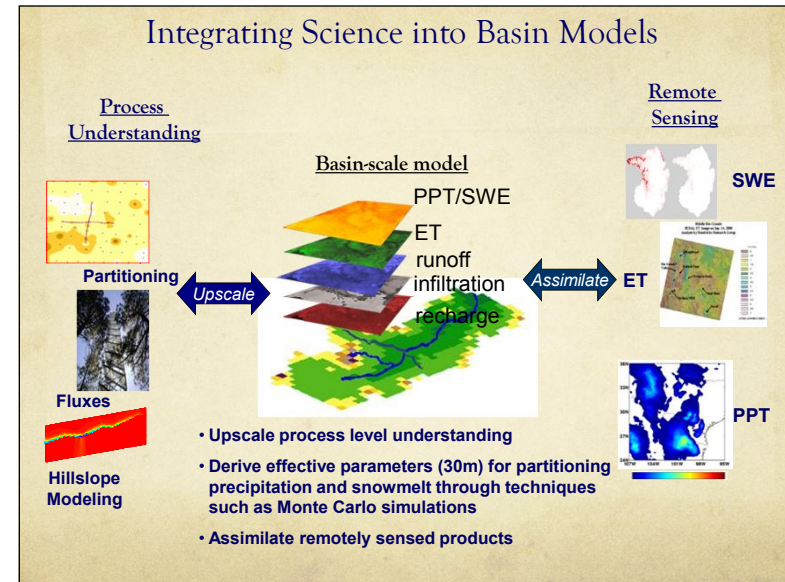 Integrating Science into Basin Models
Process
Understanding
Remote
Sensing
Basin-scale model
PPT/SWE
ET
runoff
infiltration
recharge
Partitioning
Upscale
Fluxes
Hillslope
Modeling
Assimilate
SWE
ET
PPT
• Upscale process level understanding
• Derive effective parameters (30m) for partitioning
precipitation and snowmelt through techniques
such as Monte Carlo simulations
• Assimilate remotely sensed products